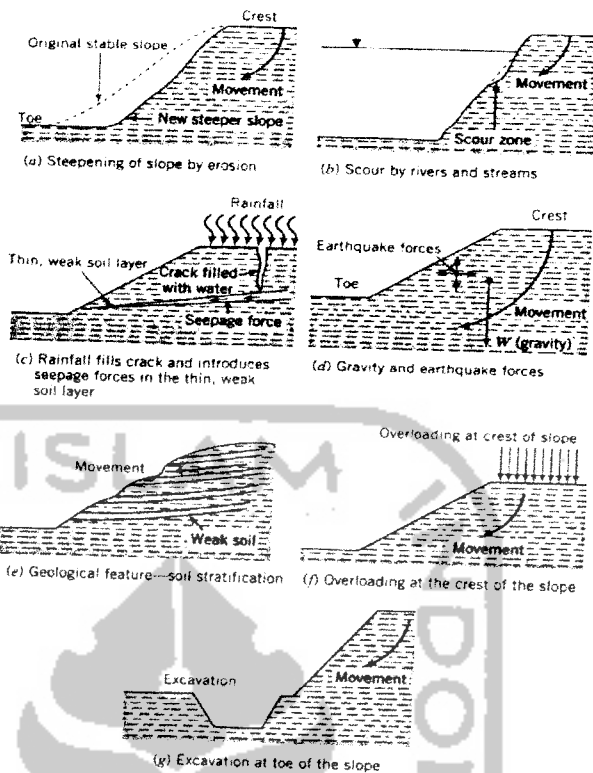 Crest
Original stable slope
Movement
Toe
New steeper slope
(a) Steepening of slope by erosion
Movement
Scour zone
(b) Scour by rivers and streams
Rainfall
Thin, weak soil layer
Crack filled
with water
Seepage force
(c) Rainfall fills crack and introduces
seepage forces in the thin, weak
soil layer
Crest
Earthquake
forces
Toe
Movement
W (gravity)
(d) Gravity and earthquake forces
ISLAM
Movement
Weak soil
(e) Geological feature—soil stratification
Overloading at crest of slope
Movement
(f) Overloading at the crest of the slope
Excavation
Movement
(g) Excavation at toe of the slope